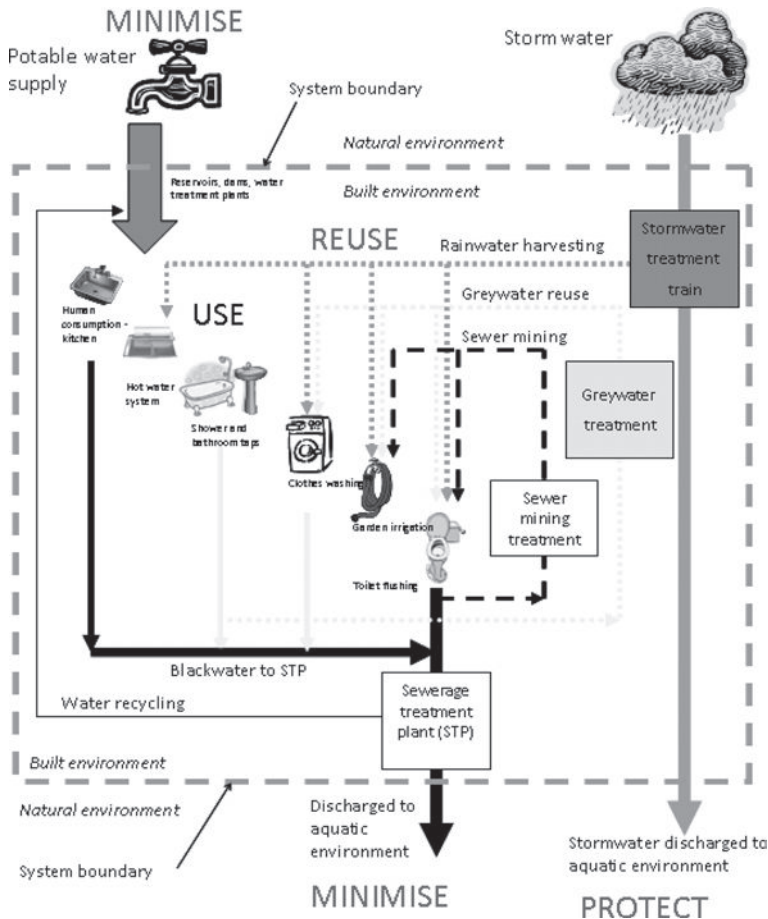 MINIMISE
Potable water
supply
Storm water
System boundary
Natural environment
Reservoirs, dams, water
treatment plants
Built environment
REUSE
Rainwater harvesting
Stormwater
treatment
train
Greywater reuse
Human
consumption -
kitchen
USE
Sewer mining
Hot water
system
Shower and
bathroom taps
Greywater
treatment
Clothes washing
Garden irrigation
Sewer
mining
treatment
Toilet flushing
Blackwater to STP
Water recycling
Sewerage
treatment
plant (STP)
Built environment
Natural environment
Discharged to
aquatic
environment
Stormwater discharged to
aquatic environment
System boundary
MINIMISE
PROTECT